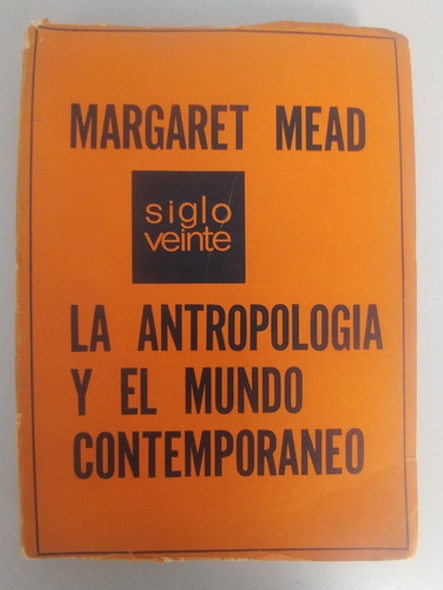 MARGARET MEAD
siglo
veinte
LA ANTROPOLOGIA
Y EL MUNDO
CONTEMPORANEO